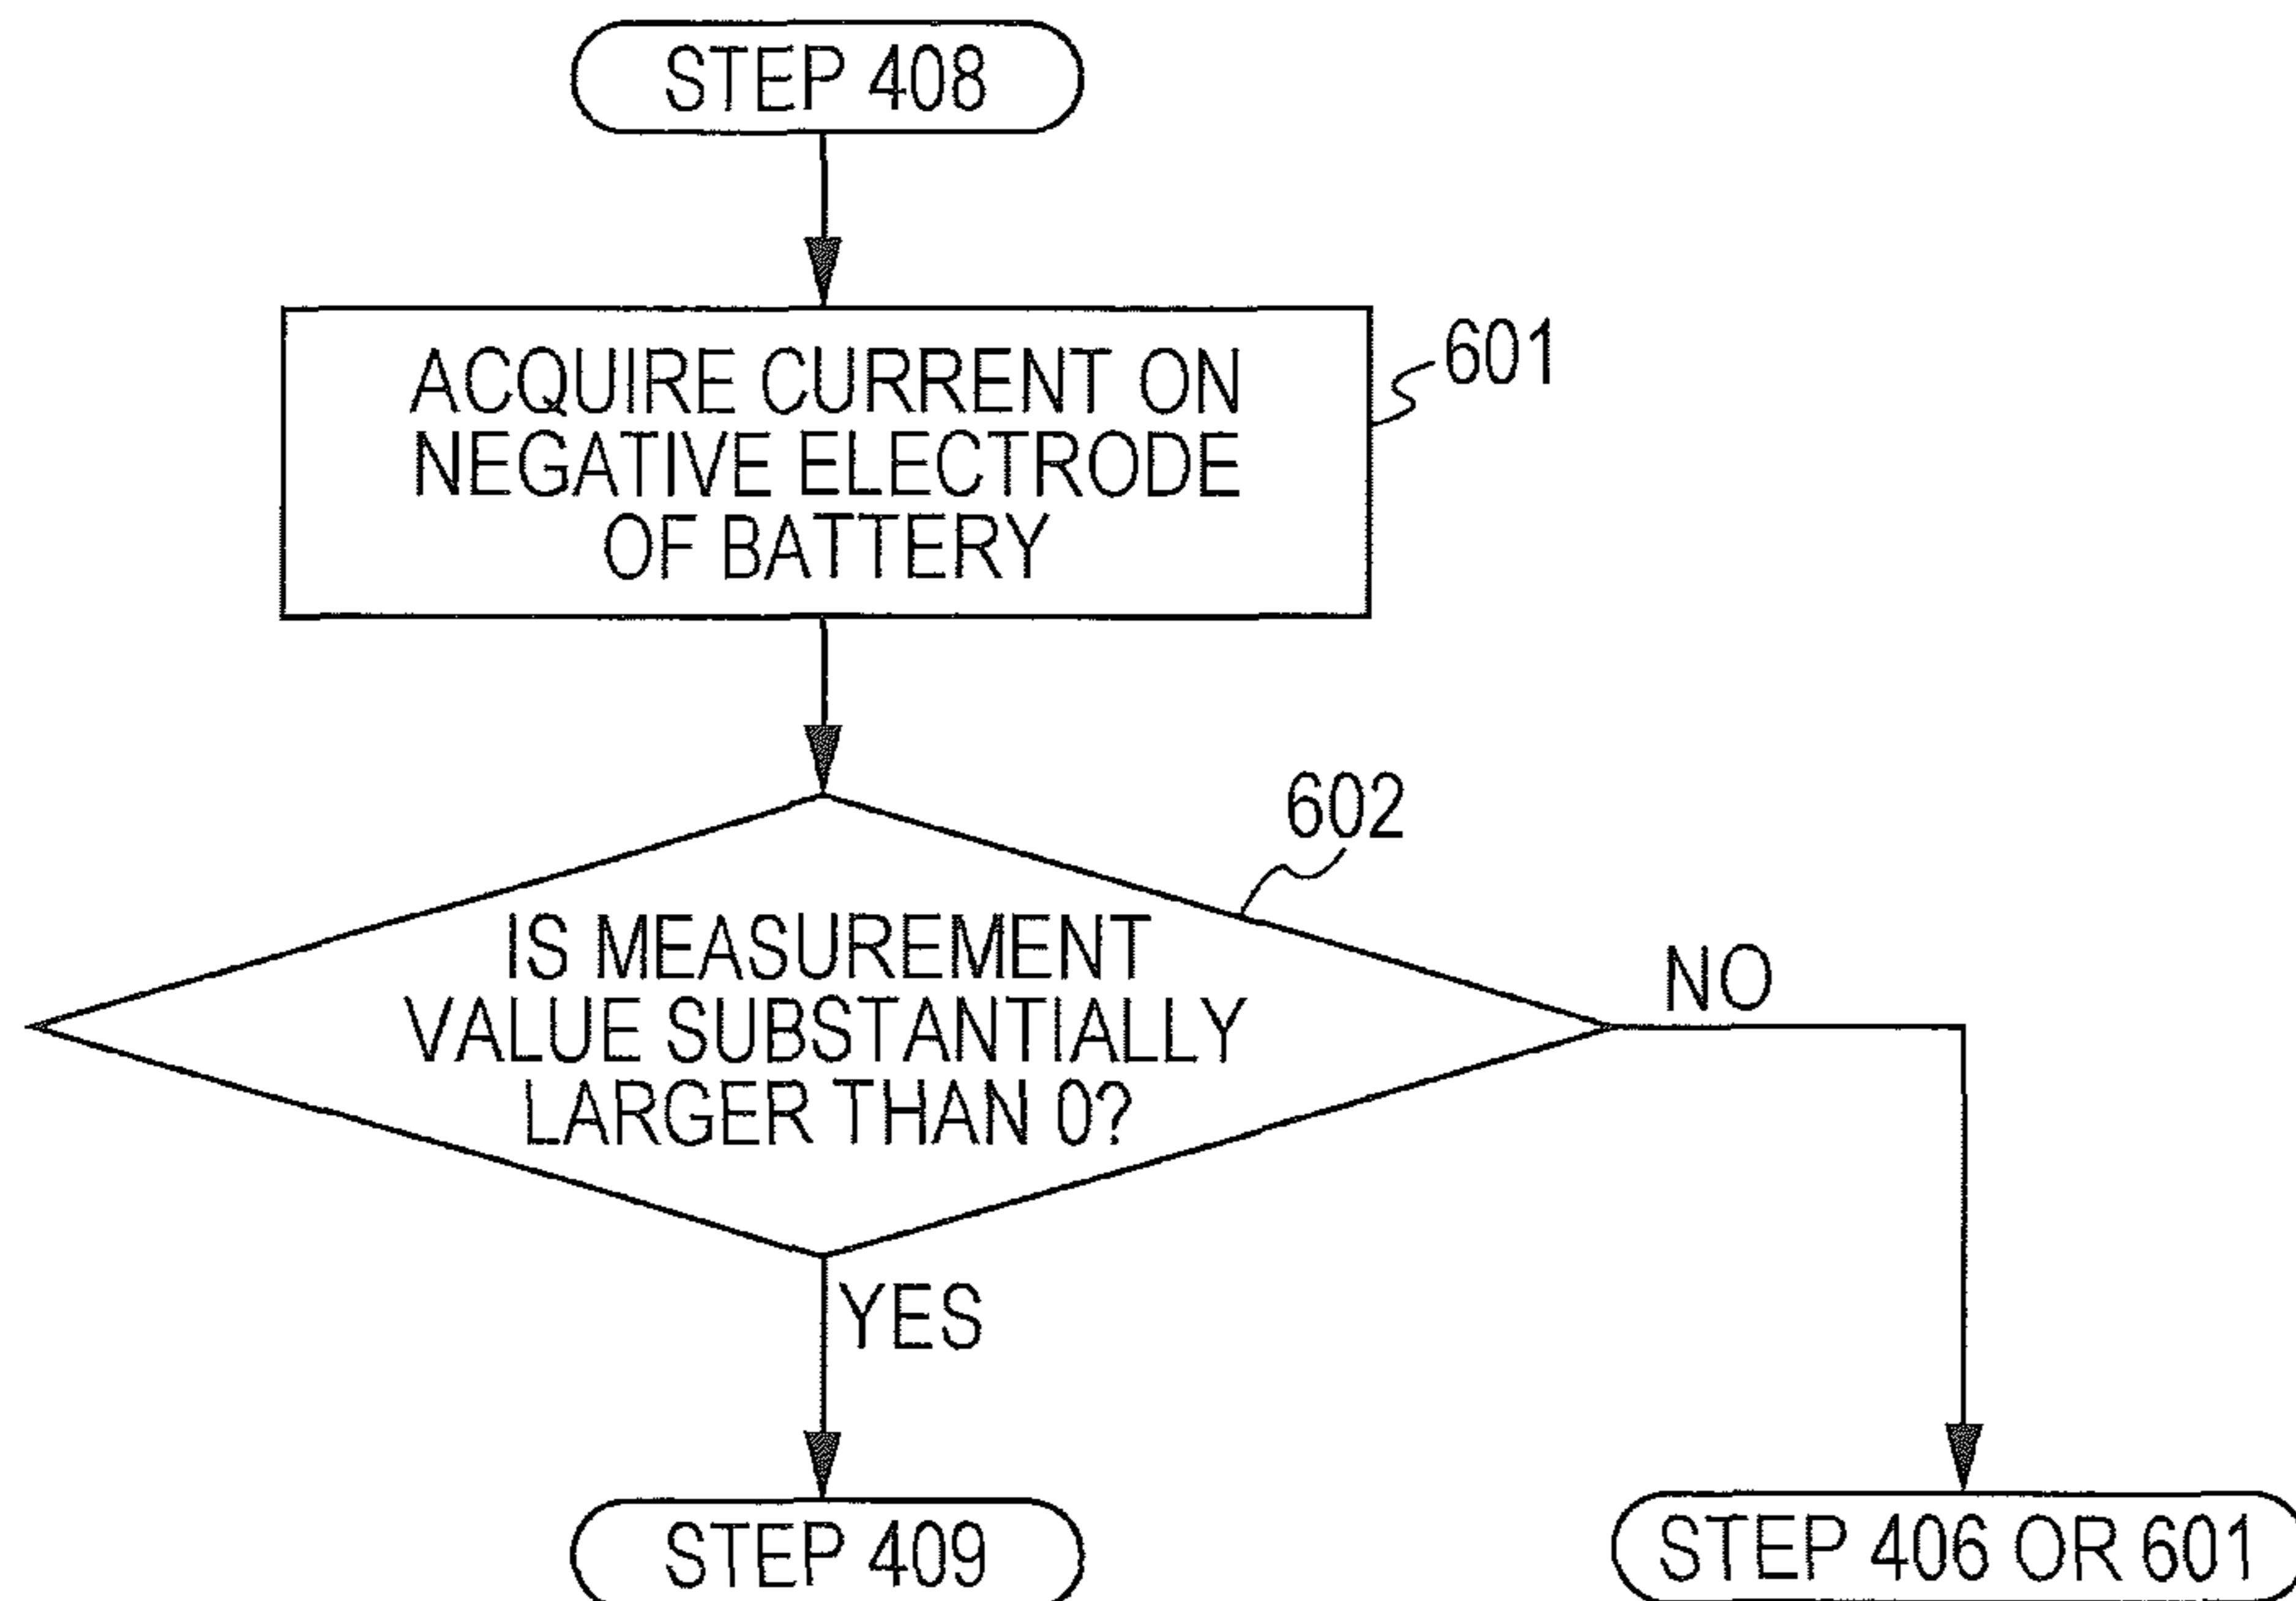 STEP 408
ACQUIRE CURRENT ON
NEGATIVE ELECTRODE
OF BATTERY
601
602
IS MEASUREMENT
VALUE SUBSTANTIALLY
LARGER THAN 0?
NO
YES
STEP 409
STEP 406 OR 601